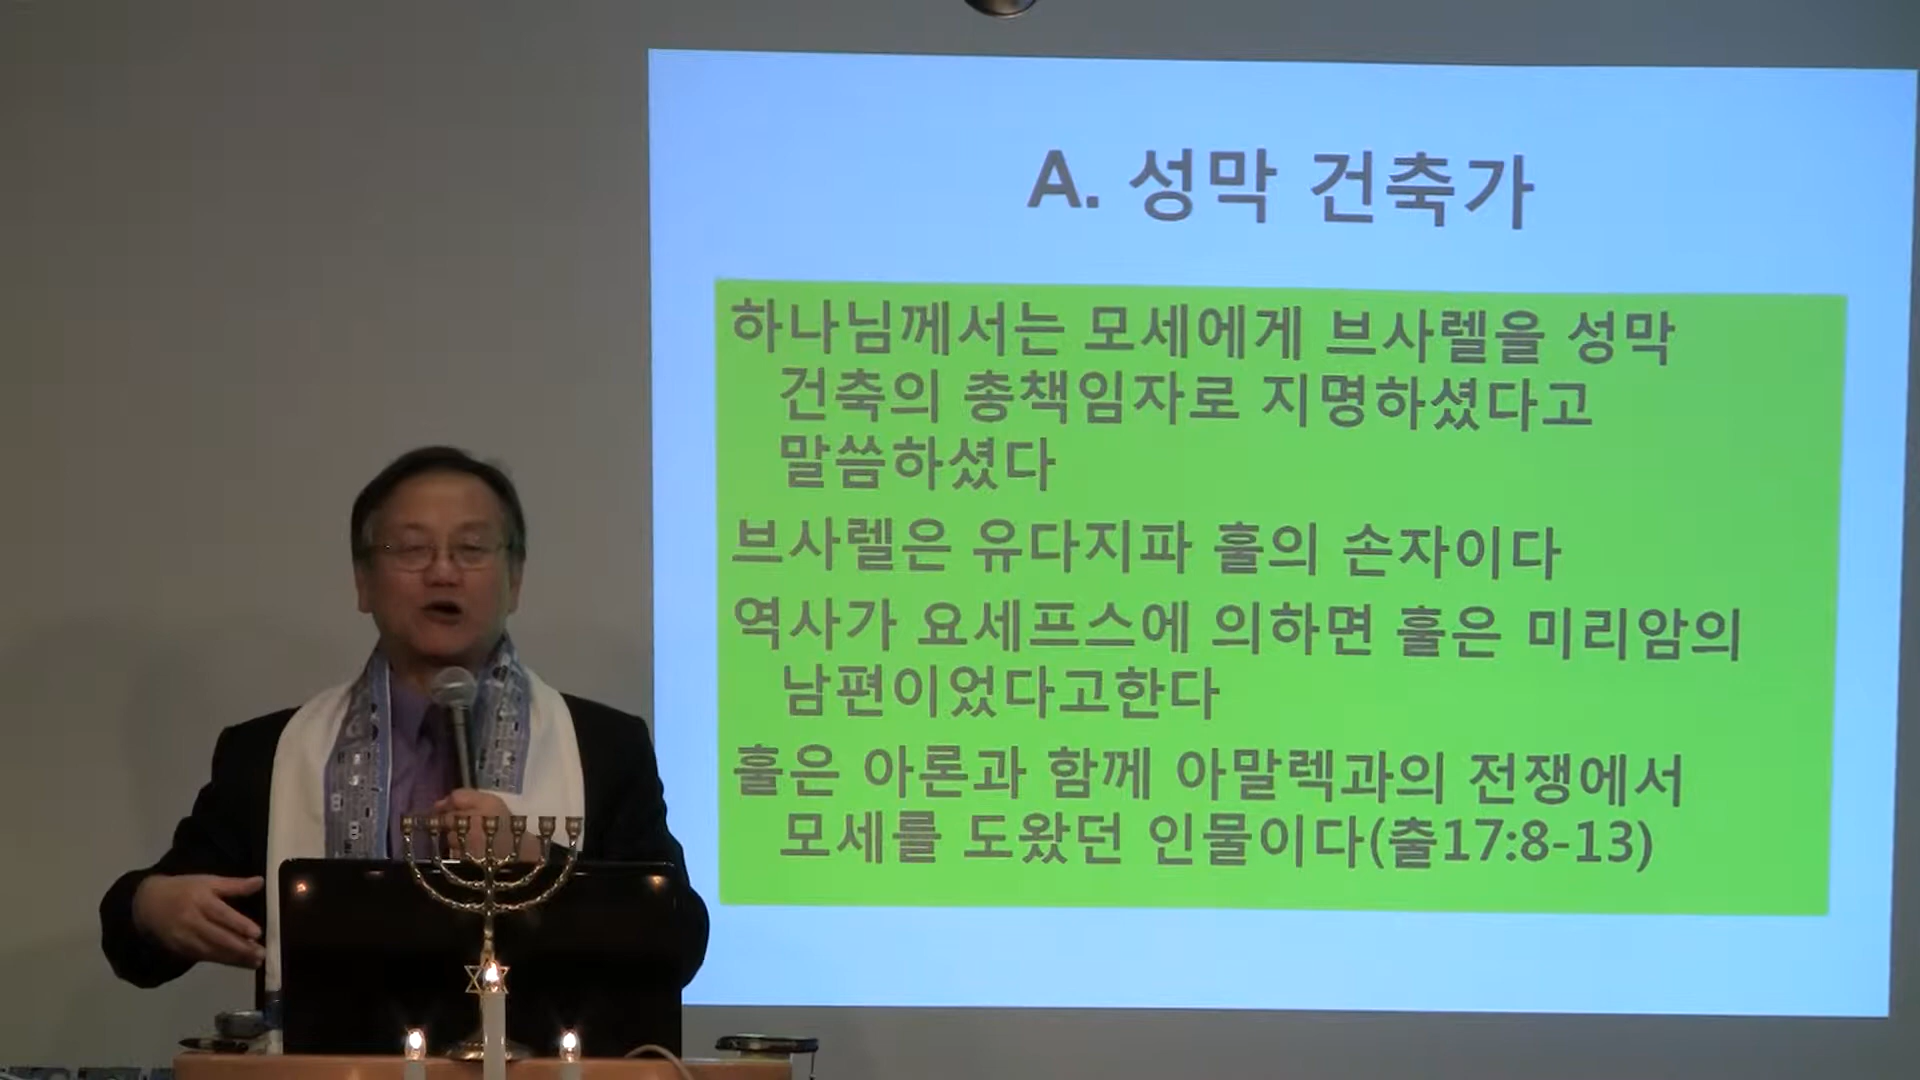 A. 성막 건축가
하나님께서는 모세에게 브사렐을 성막
건축의 총책임자로 지명하셨다고
말씀하셨다
브사렐은 유다지파 훌의 손자이다
역사가 요세프스에 의하면 훌은 미리암의
남편이었다고한다
훌은 아론과 함께 아말렉과의 전쟁에서
모세를 도왔던 인물이다(출17:8-13)